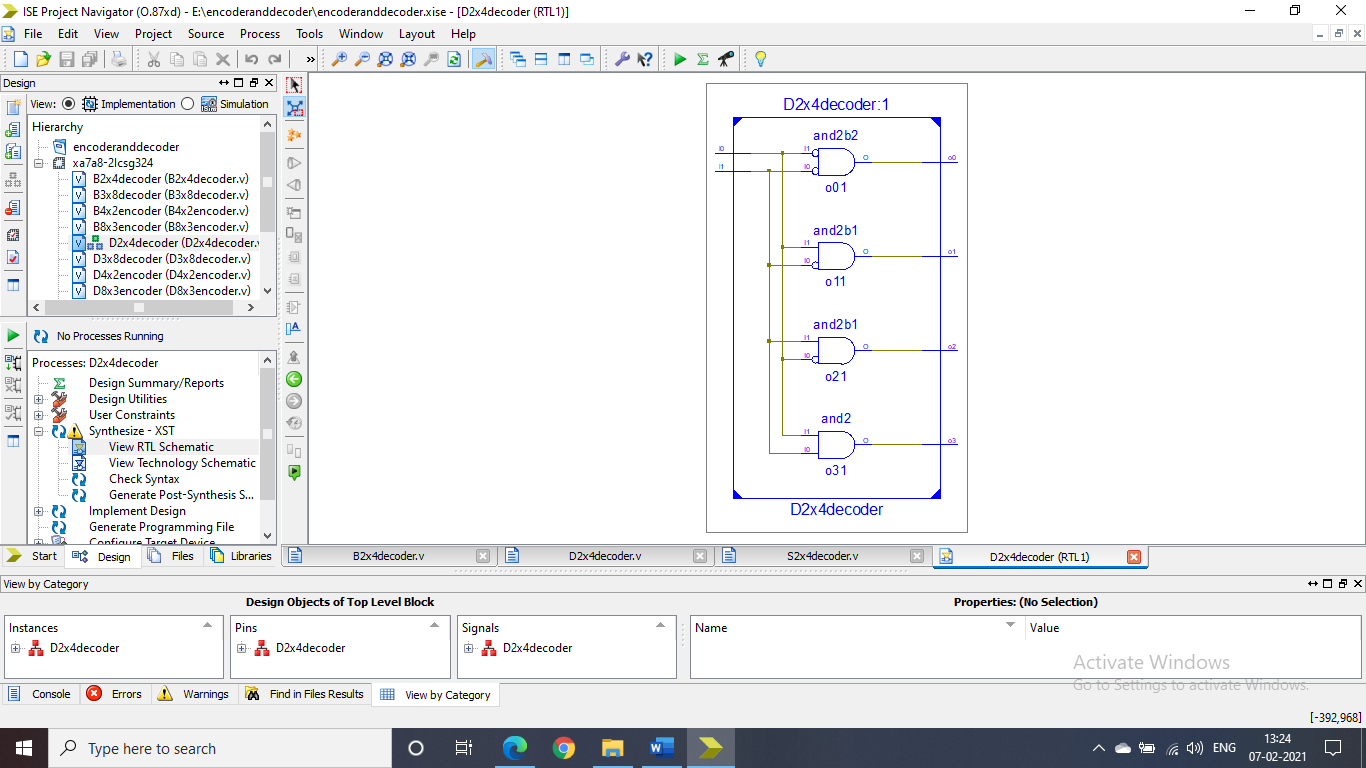 ISE Project Navigator (O.87xd) - E:\encoderanddecoder\encoderanddecoder.xise - [D2x4decoder (RTL1)]
File Edit View Project Source Process Tools Window Layout Help
Design
View: Implementation Simulation
Hierarchy
encoderanddecoder
xa7a8-2lcsg324
B2x4decoder (B2x4decoder.v)
B3x8decoder (B3x8decoder.v)
B4x2encoder (B4x2encoder.v)
B8x3encoder (B8x3encoder.v)
D2x4decoder (D2x4decoder.v
D3x8decoder (D3x8decoder.v)
D4x2encoder (D4x2encoder.v)
D8x3encoder (D8x3encoder.v)
No Processes Running
Processes: D2x4decoder
Design Summary/Reports
Design Utilities
User Constraints
Synthesize - XST
View RTL Schematic
View Technology Schematic
Check Syntax
Generate Post-Synthesis S...
Implement Design
Generate Programming File
Configure Target Device
Start Design Files Libraries
D2x4decoder:1
and2b2
I0 I1 O o0
I1 I0
o01
and2b1
I1 O o1
I0
o11
and2b1
I1 O o2
I0
o21
and2
I1 O o3
I0
o31
D2x4decoder
B2x4decoder.v D2x4decoder.v S2x4decoder.v D2x4decoder (RTL1)
View by Category
Design Objects of Top Level Block Properties: (No Selection)
Instances Pins Signals Name Value
D2x4decoder D2x4decoder D2x4decoder
Activate Windows
Go to Settings to activate Windows.
Console Errors Warnings Find in Files Results View by Category
[-392,968]
Type here to search
W
ENG
13:24
07-02-2021